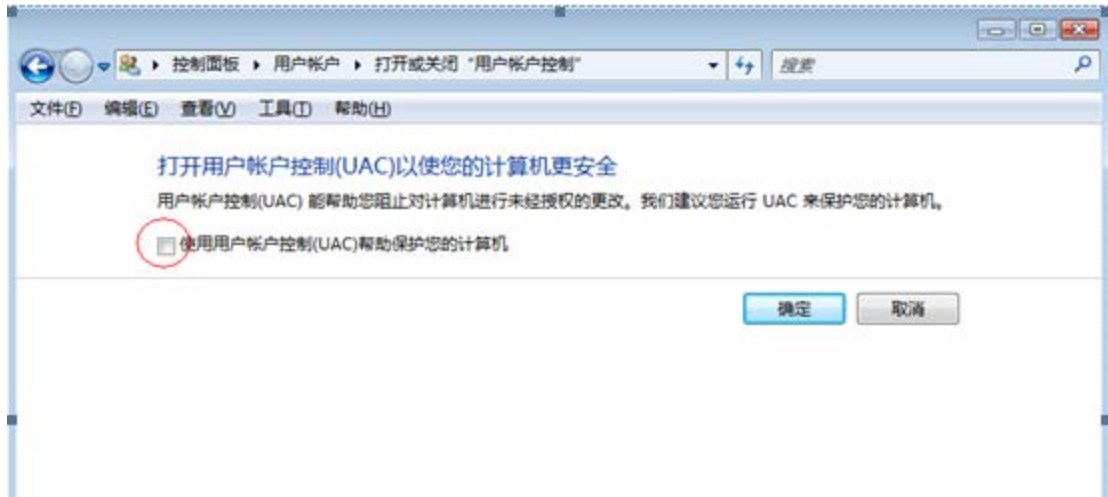 控制面板 ▸ 用户帐户 ▸ 打开或关闭“用户帐户控制”
搜索
文件(F) 编辑(E) 查看(V) 工具(T) 帮助(H)
打开用户帐户控制(UAC)以使您的计算机更安全
用户帐户控制(UAC) 能帮助您阻止对计算机进行未经授权的更改。我们建议您运行 UAC 来保护您的计算机。
使用用户帐户控制(UAC)帮助保护您的计算机
确定 取消